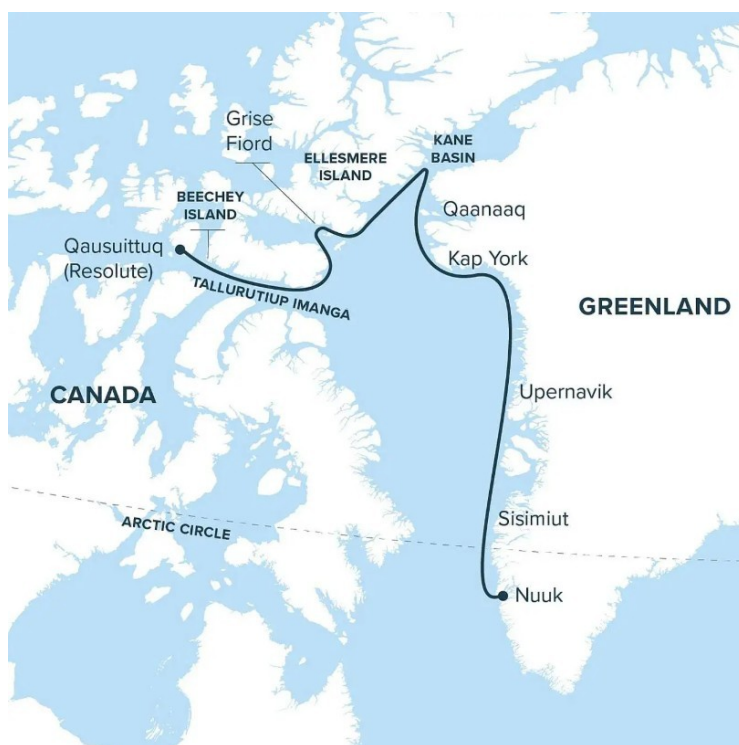 Grise
Fiord
KANE
BASIN
ELLESMERE
ISLAND
BEECHEY
ISLAND
Qaanaaq
Qausuittuq
(Resolute)
Kap York
TALLURUTIUP IMANGA
GREENLAND
CANADA
Upernavik
Sisimiut
ARCTIC CIRCLE
Nuuk